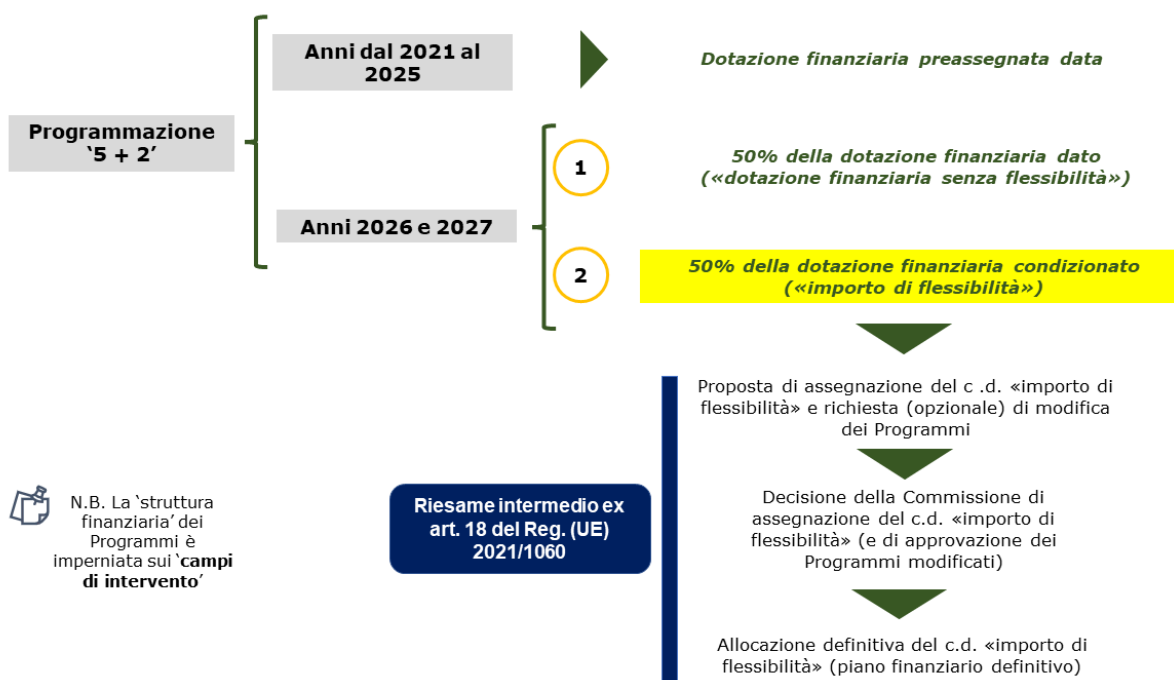 Anni dal 2021 al
2025
Dotazione finanziaria preassegnata data
Programmazione
‘5 + 2’
1
50% della dotazione finanziaria dato
(«dotazione finanziaria senza flessibilità»)
Anni 2026 e 2027
2
50% della dotazione finanziaria condizionato
(«importo di flessibilità»)
Proposta di assegnazione del c .d. «importo di
flessibilità» e richiesta (opzionale) di modifica
dei Programmi
N.B. La ‘struttura
finanziaria’ dei
Programmi è
imperniata sui ‘campi
di intervento’
Riesame intermedio ex
art. 18 del Reg. (UE)
2021/1060
Decisione della Commissione di
assegnazione del c.d. «importo di
flessibilità» (e di approvazione dei
Programmi modificati)
Allocazione definitiva del c.d. «importo di
flessibilità» (piano finanziario definitivo)